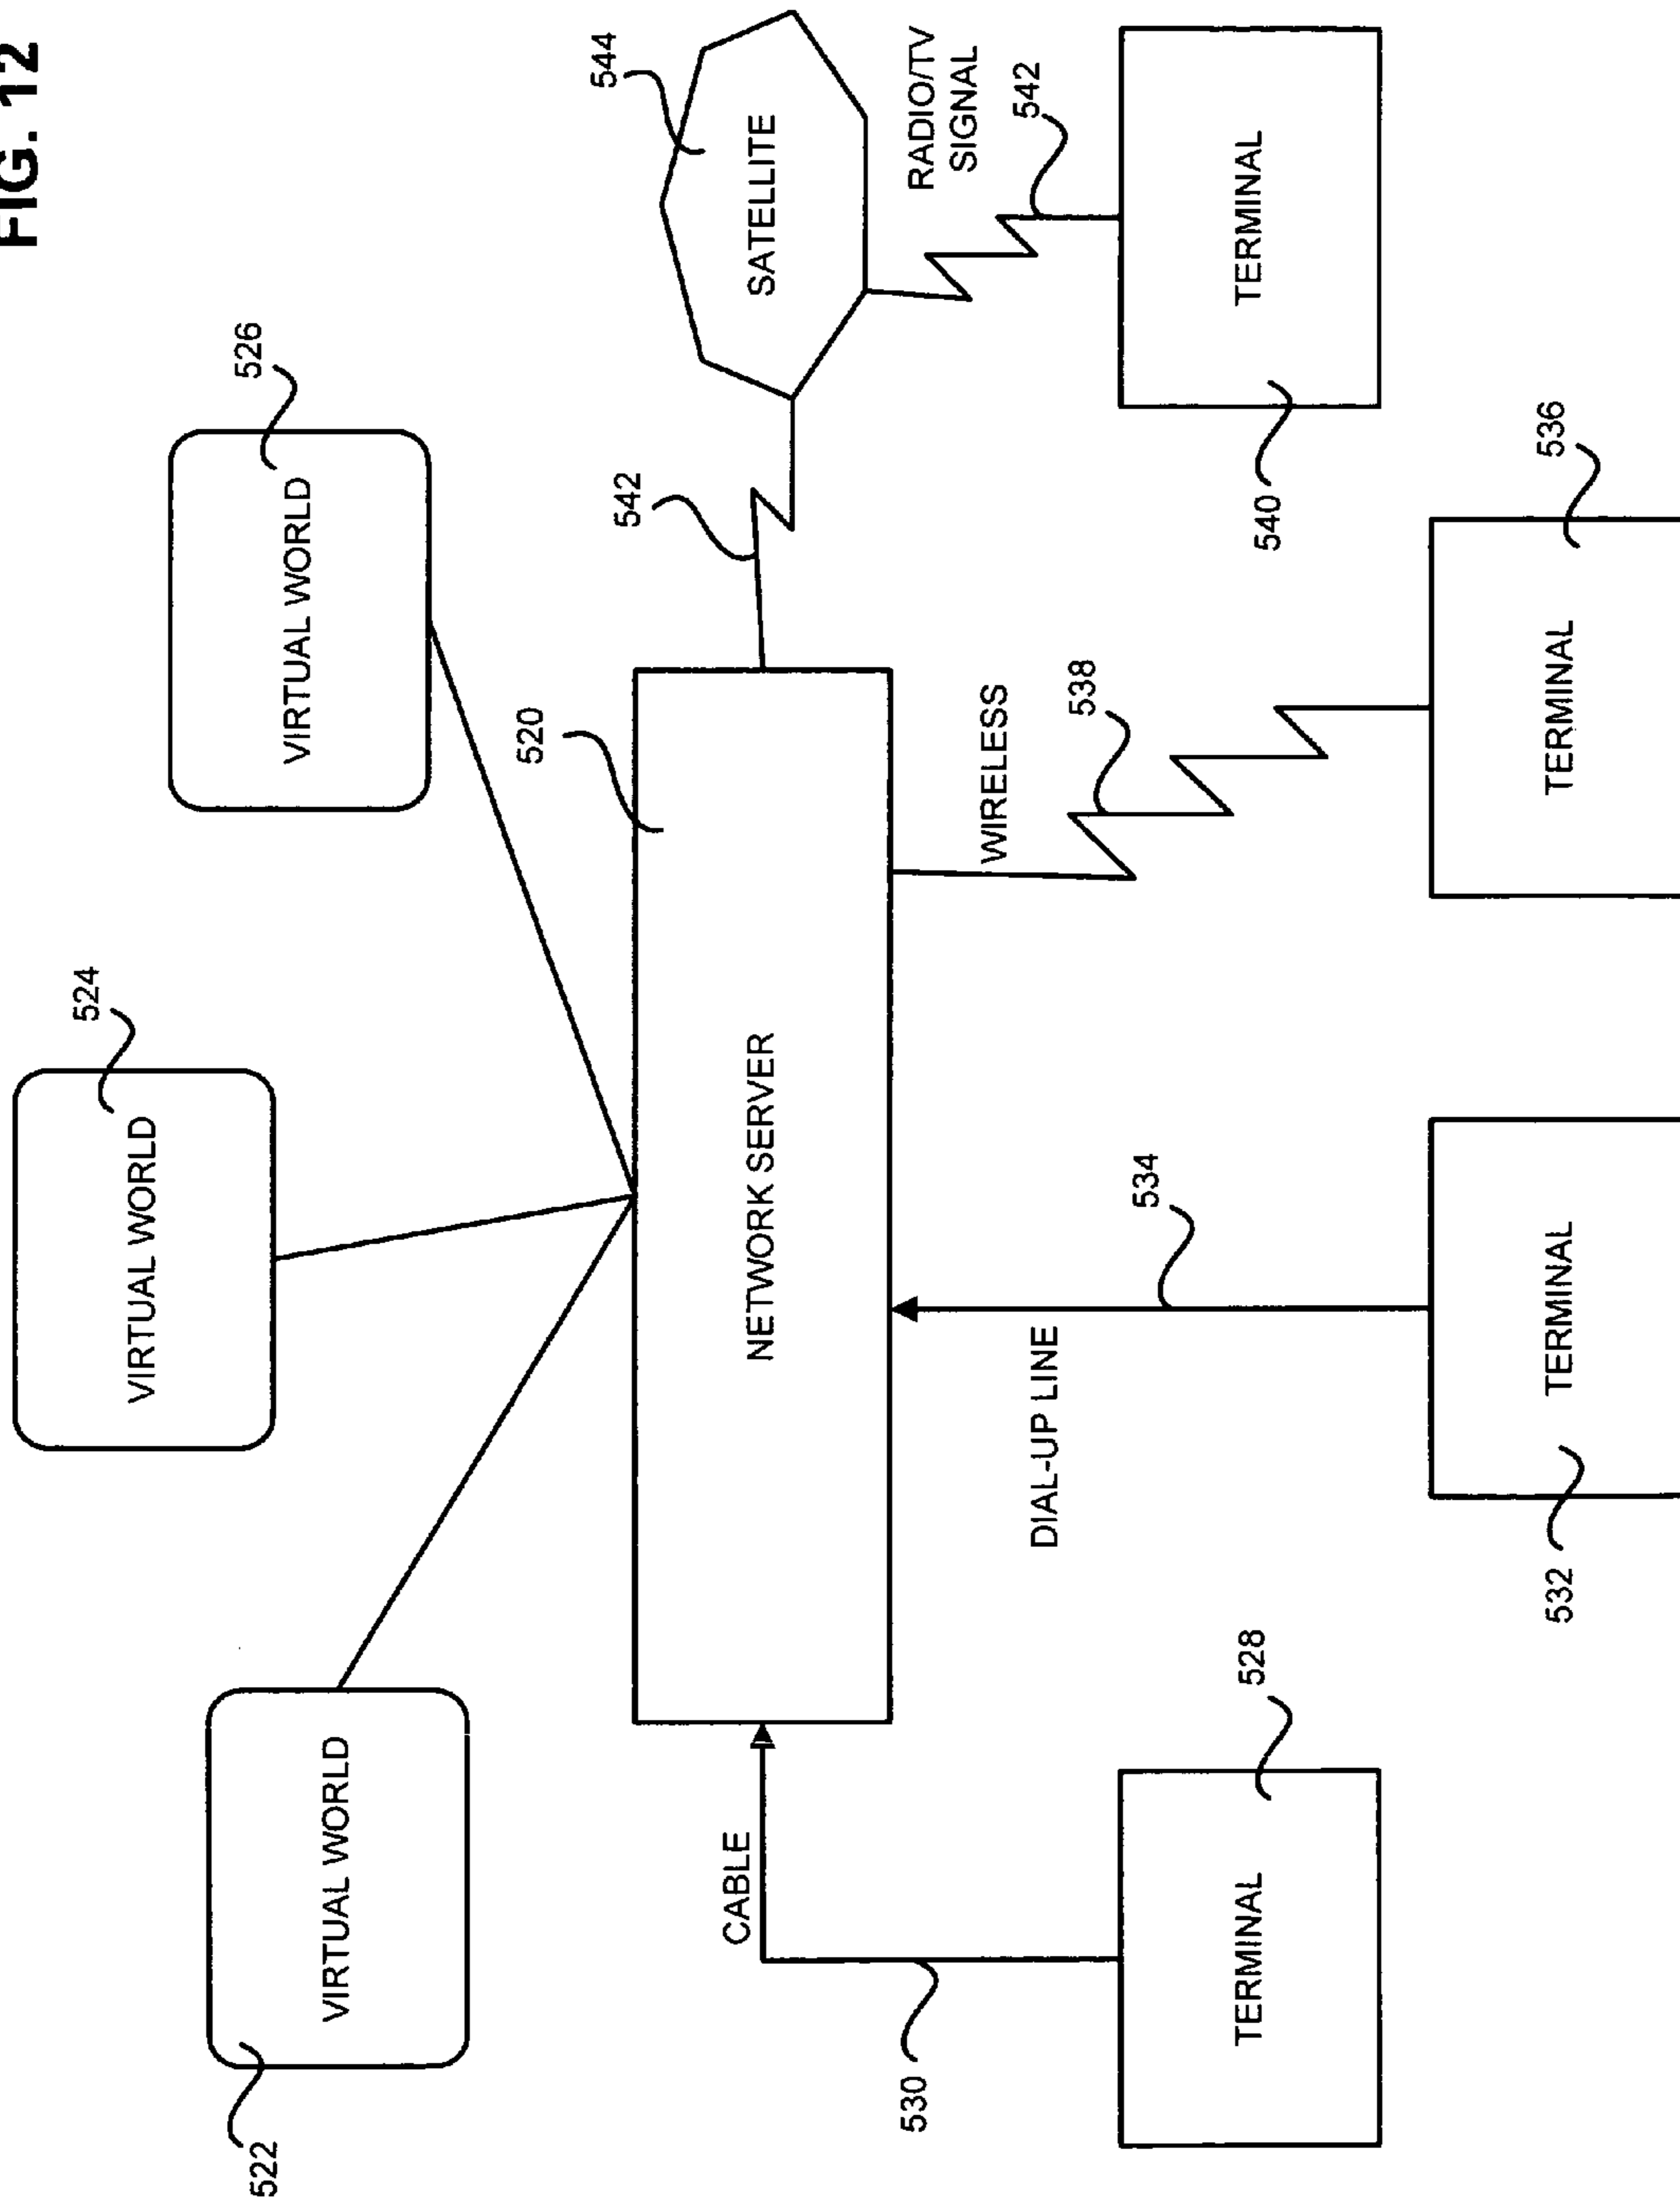 FIG. 12
524
VIRTUAL WORLD
522
VIRTUAL WORLD
526
VIRTUAL WORLD
520
NETWORK SERVER
542
544
SATELLITE
CABLE
530
DIAL-UP LINE
534
WIRELESS
538
RADIO/TV
SIGNAL
542
528
TERMINAL
532
TERMINAL
536
TERMINAL
540
TERMINAL